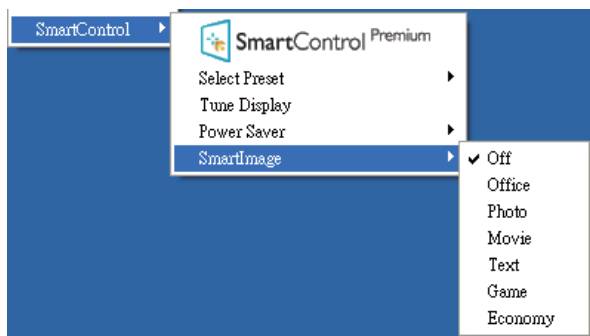 SmartControl
SmartControl Premium
Select Preset
Tune Display
Power Saver
SmartImage
Off
Office
Photo
Movie
Text
Game
Economy